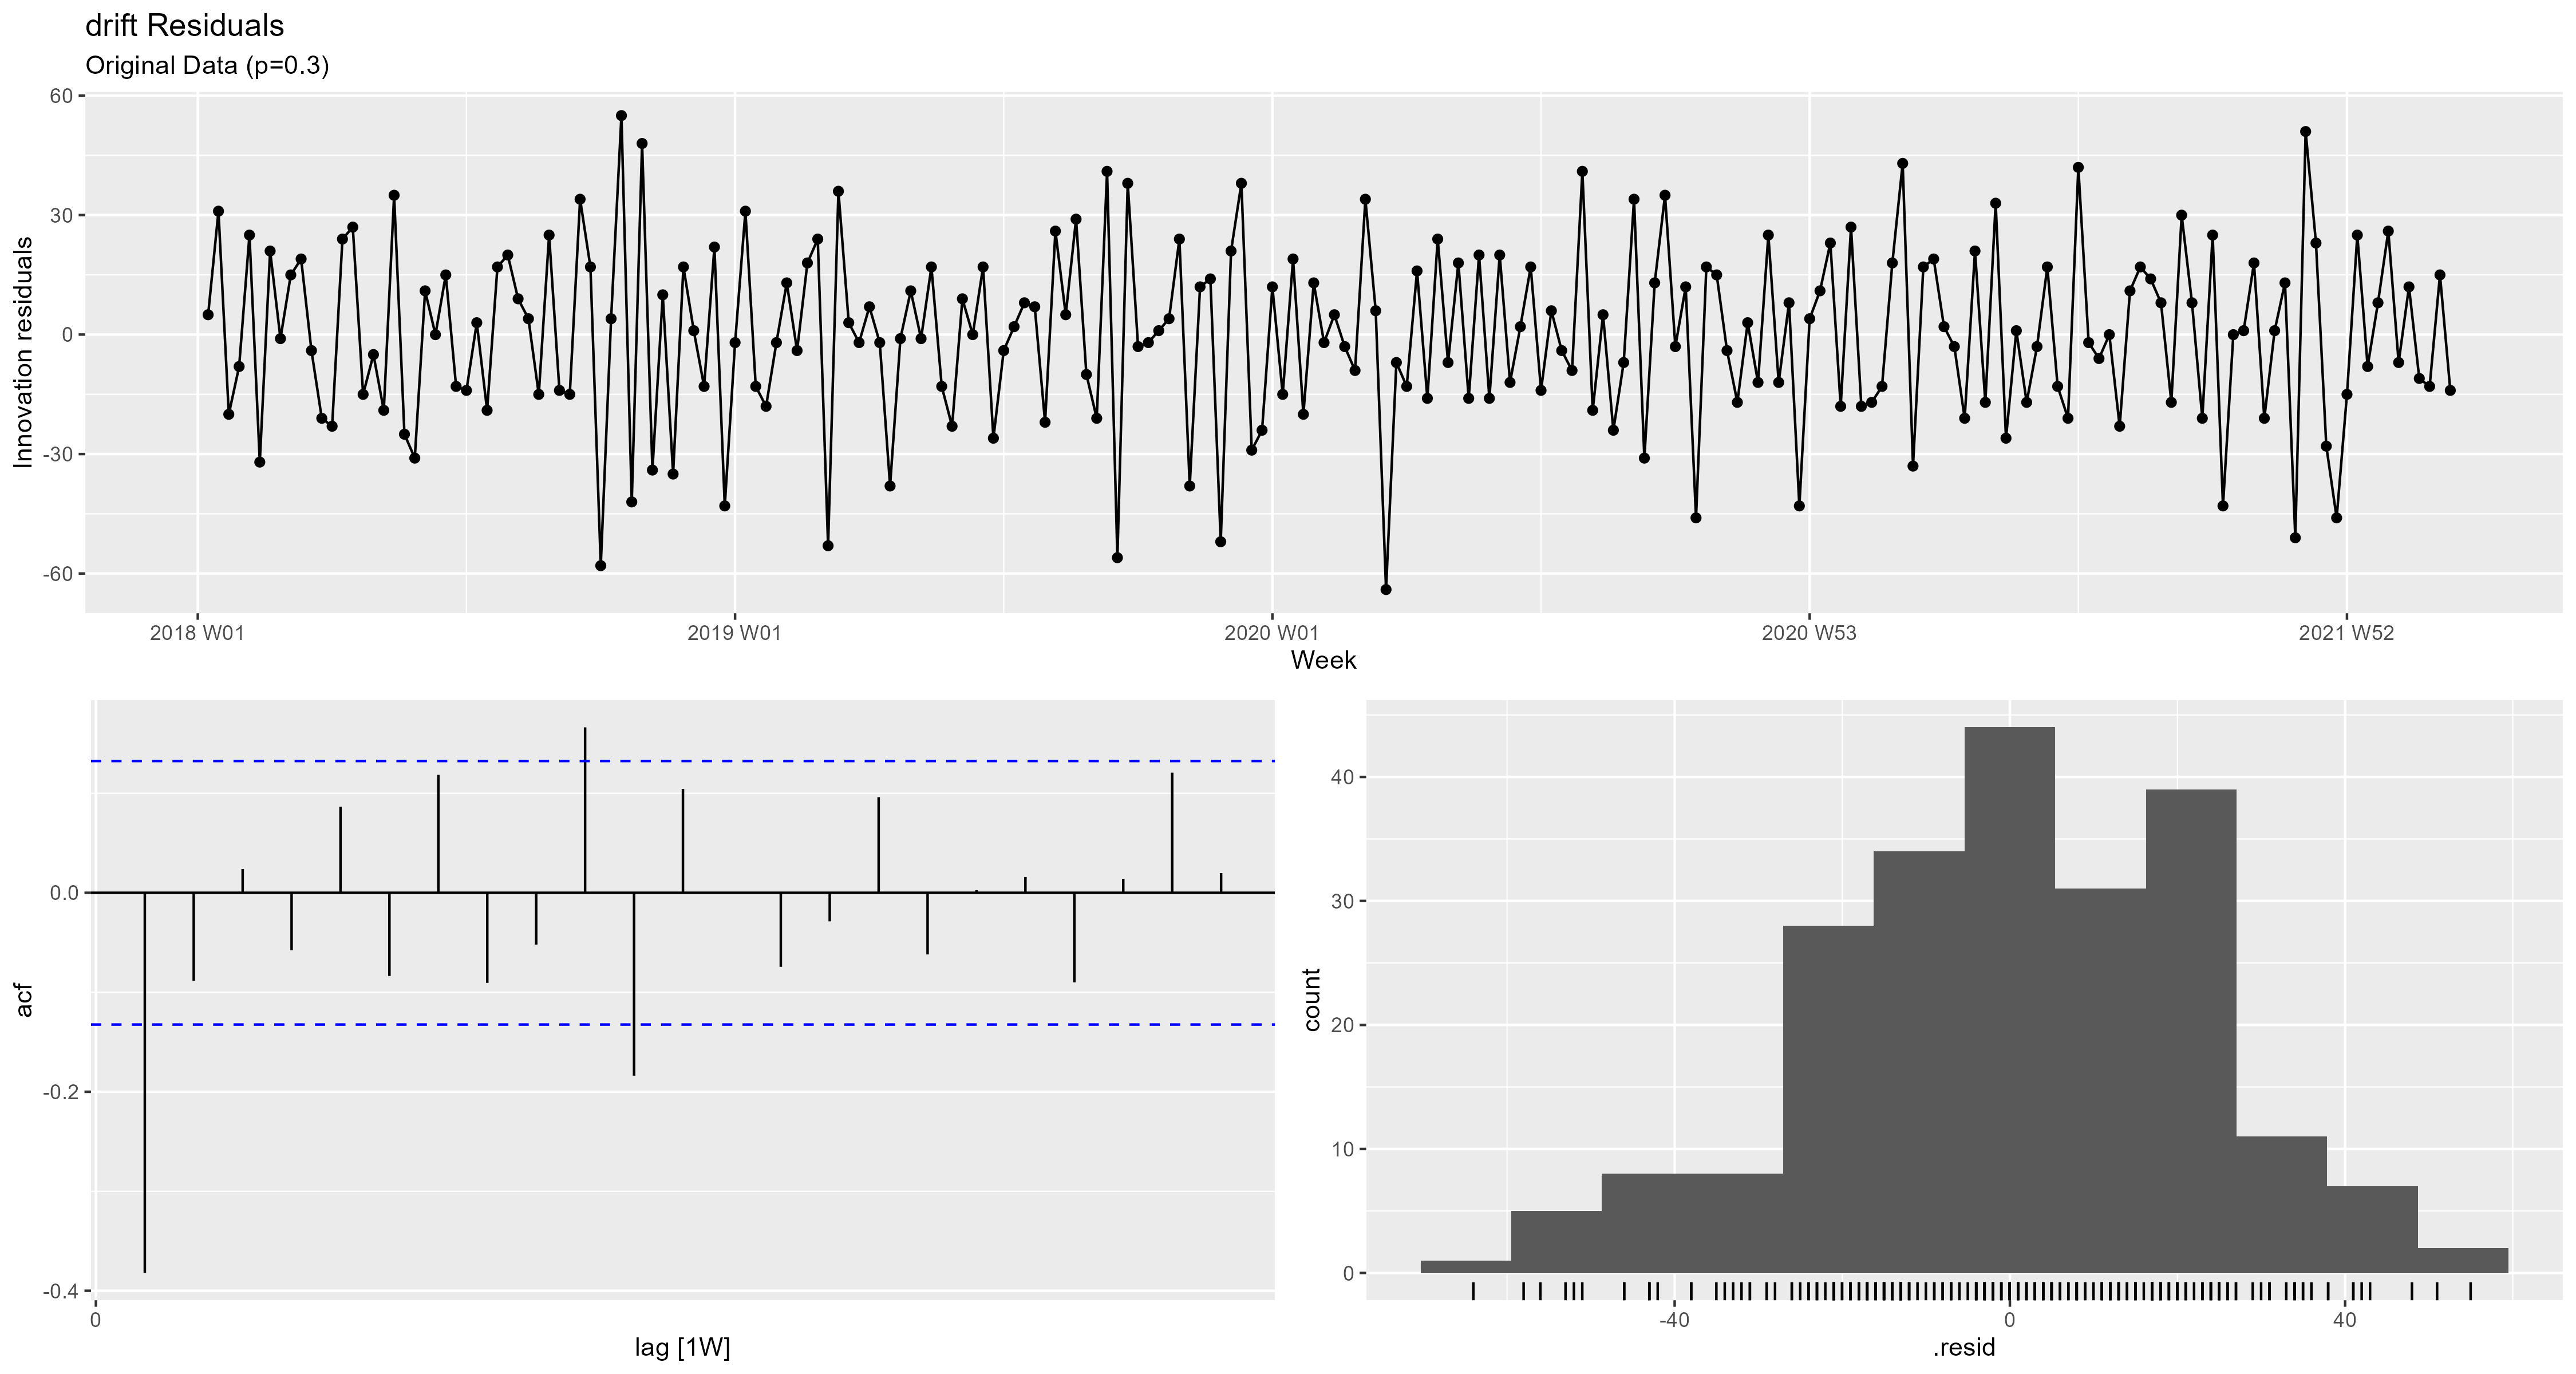 drift Residuals
Original Data (p=0.3)
60
30
0
-30
-60
Innovation residuals
2018 W01 2019 W01 2020 W01 2020 W53 2021 W52
Week
0.0
-0.2
-0.4
acf
0
lag [1W]
40
30
20
10
0
count
-40 0 40
.resid